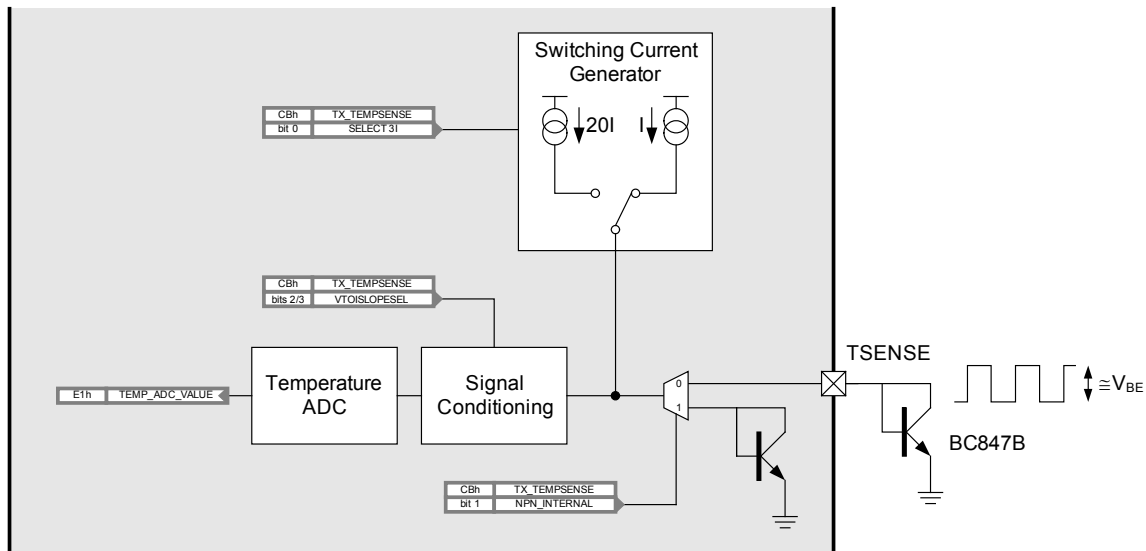 Switching Current
Generator
20I
I
CBh TX_TEMPSENSE
bit 0 SELECT 3I
CBh TX_TEMPSENSE
bits 2/3 VTOISLOPESEL
TSENSE
E1h TEMP_ADC_VALUE
Temperature
ADC
Signal
Conditioning
0
1
≅VBE
BC847B
CBh TX_TEMPSENSE
bit 1 NPN_INTERNAL